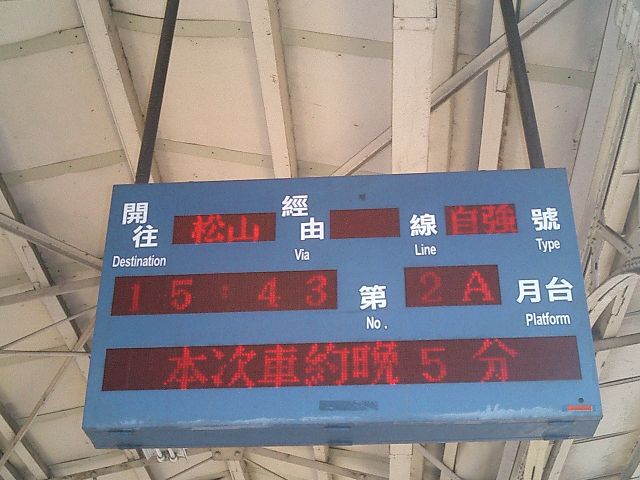 開往 松山 經由 線 自強 號
Destination Via Line Type
15:43 第 2A 月台
No. Platform
本次車約晚5分